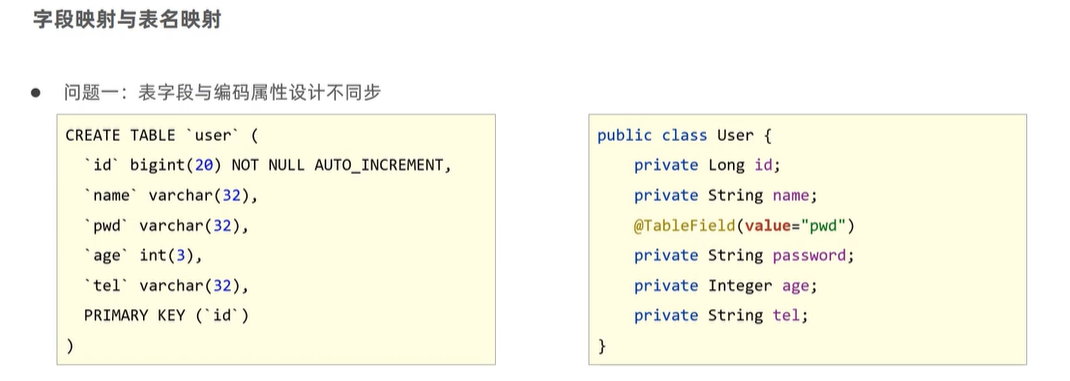 字段映射与表名映射
● 问题一：表字段与编码属性设计不同步
CREATE TABLE `user` (
`id` bigint(20) NOT NULL AUTO_INCREMENT,
`name` varchar(32),
`pwd` varchar(32),
`age` int(3),
`tel` varchar(32),
PRIMARY KEY (`id`)
)
public class User {
private Long id;
private String name;
@TableField(value="pwd")
private String password;
private Integer age;
private String tel;
}